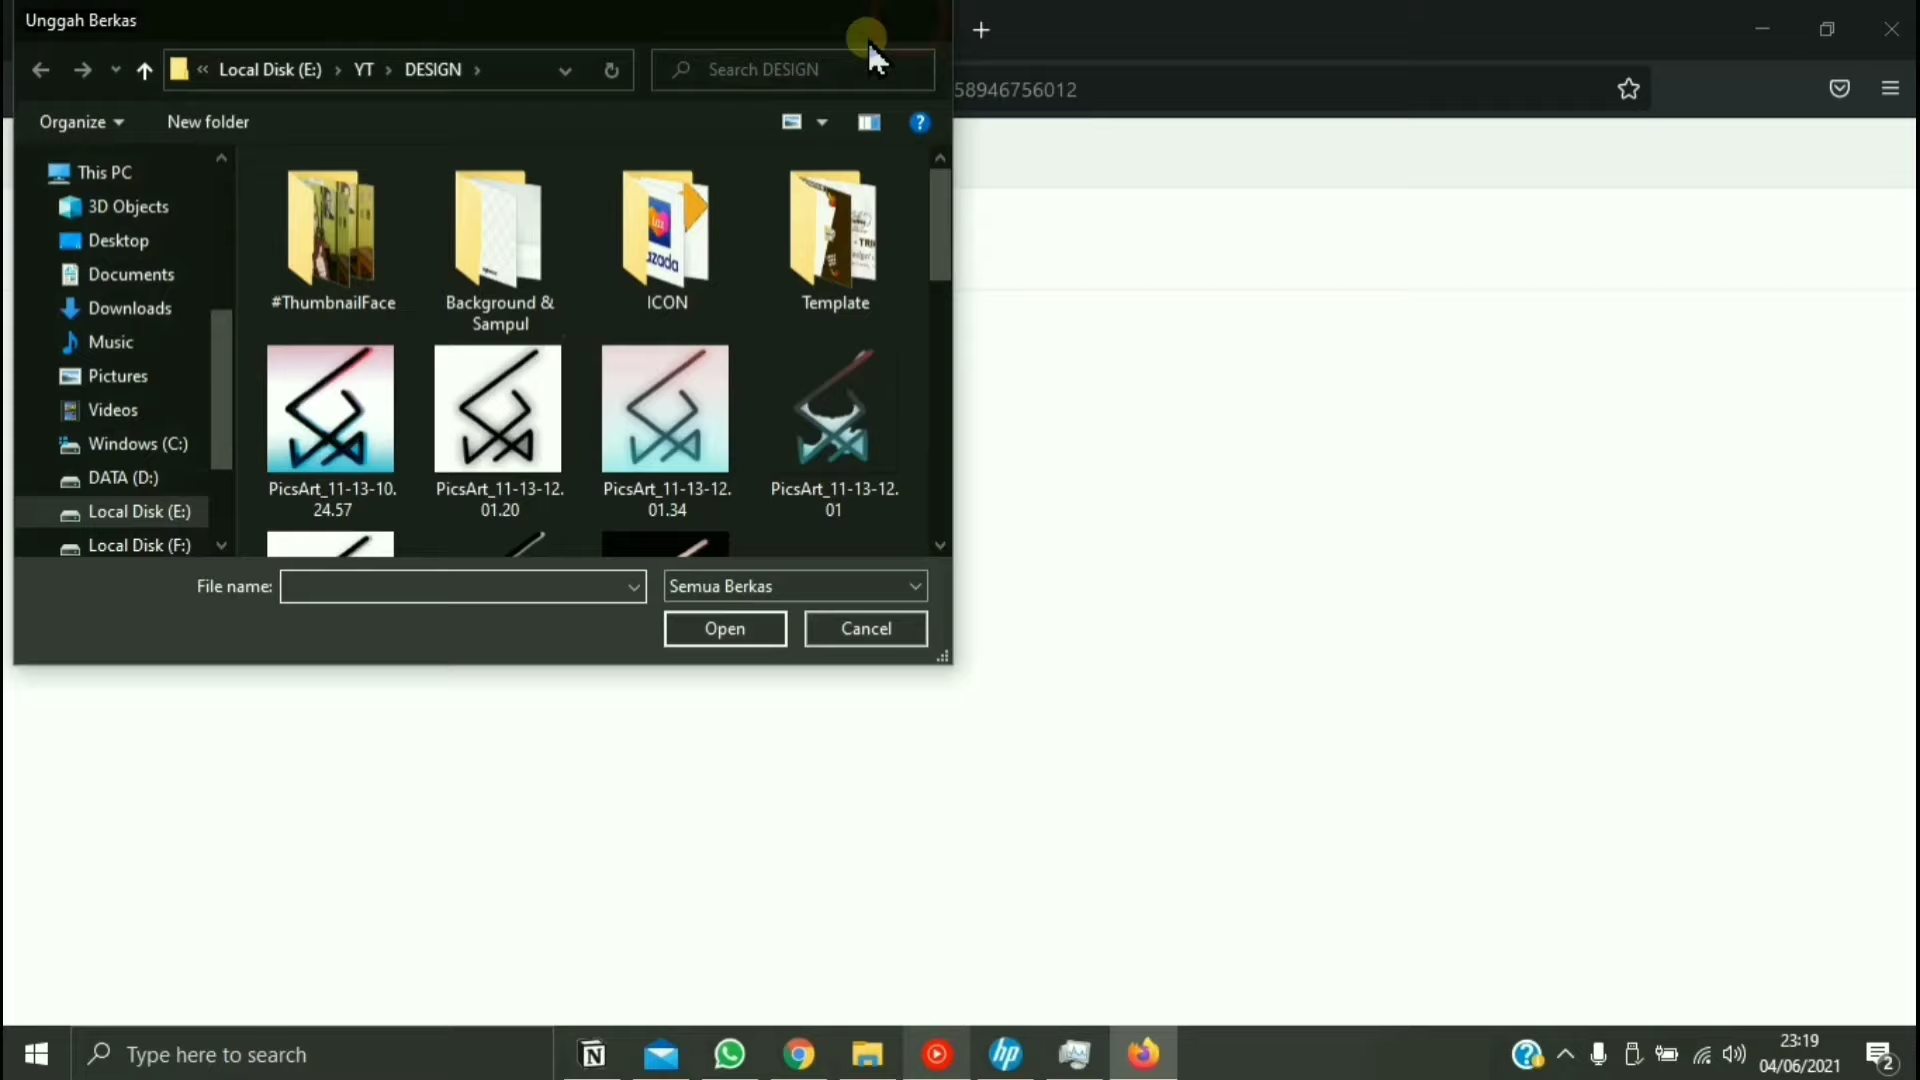 Unggah Berkas
« Local Disk (E:) › YT › DESIGN ›
Search DESIGN
58946756012
Organize
New folder
This PC
3D Objects
Desktop
Documents
Downloads
Music
Pictures
Videos
Windows (C:)
DATA (D:)
Local Disk (E:)
Local Disk (F:)
#ThumbnailFace
Background &
Sampul
ICON
Template
PicsArt_11-13-10.
24.57
PicsArt_11-13-12.
01.20
PicsArt_11-13-12.
01.34
PicsArt_11-13-12.
01
File name:
Semua Berkas
Open
Cancel
Type here to search
23:19
04/06/2021
2